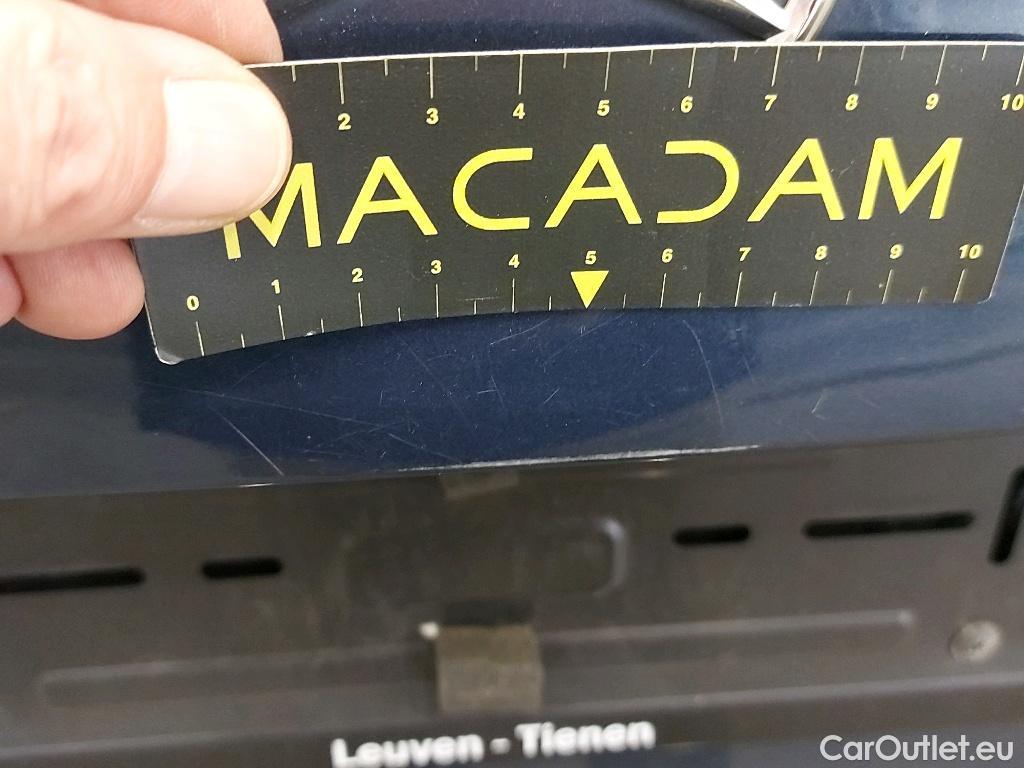 2 3 4 5 6 7 8 9 10
MACADAM
0 1 2 3 4 5 6 7 8 9 10
Leuven - Tienen
CarOutlet.eu